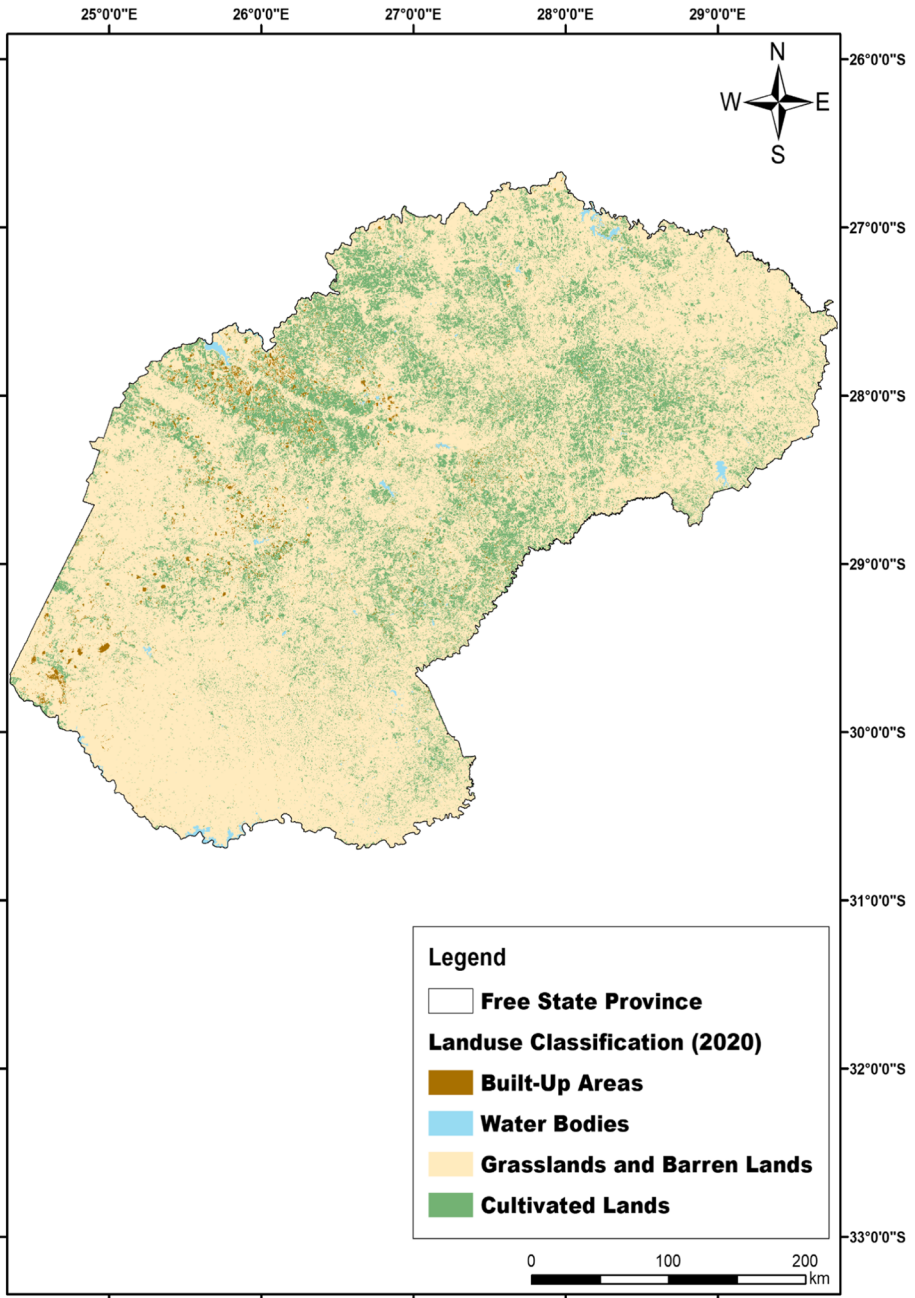 25°0'0"E 26°0'0"E 27°0'0"E 28°0'0"E 29°0'0"E
26°0'0"S
N
W E
S
27°0'0"S
28°0'0"S
29°0'0"S
30°0'0"S
31°0'0"S
Legend
Free State Province
Landuse Classification (2020)
32°0'0"S
Built-Up Areas
Water Bodies
Grasslands and Barren Lands
Cultivated Lands
33°0'0"S
0 100 200
km